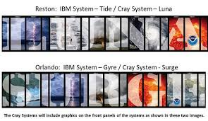 Reston: IBM System – Tide / Cray System – Luna
Orlando: IBM System – Gyre / Cray System - Surge
The Cray Systems will include graphics on the front panels of the systems as shown in these two images.